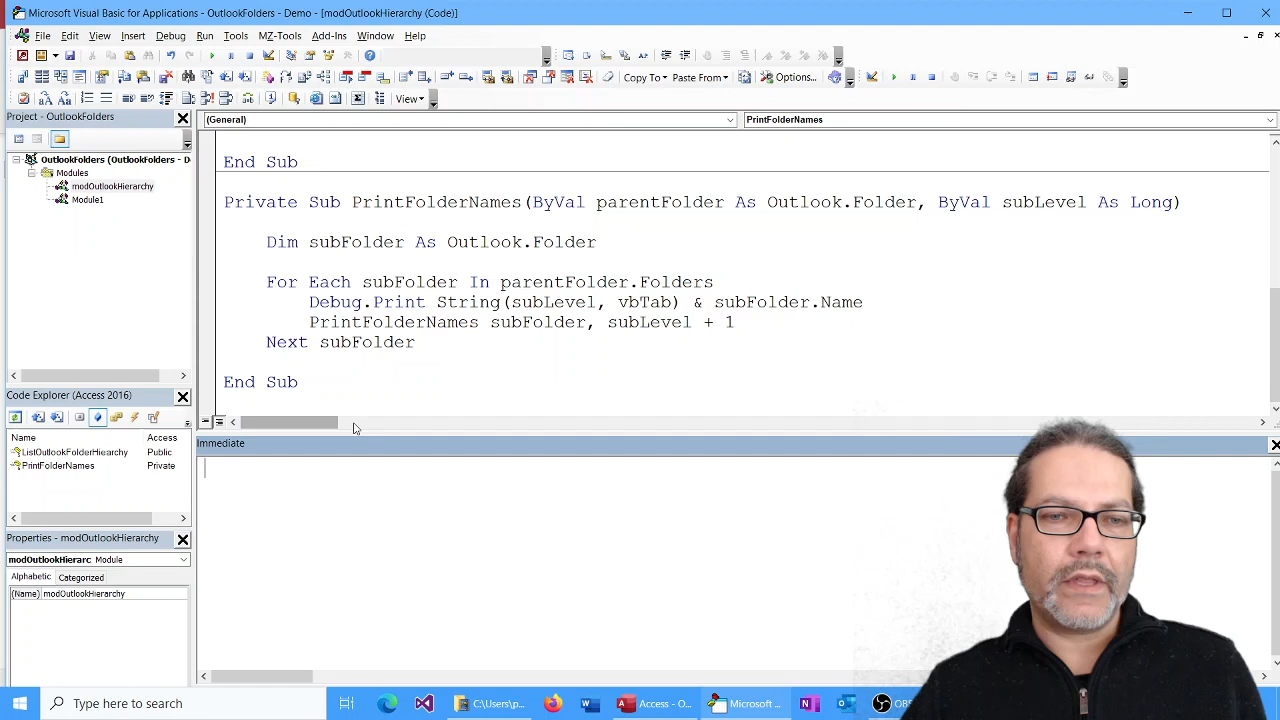 Microsoft Visual Basic for Applications - OutlookFolders - Demo - [modOutlookHierarchy (Code)]
File Edit View Insert Debug Run Tools MZ-Tools Add-Ins Window Help
Copy To Paste From Options...
View
Project - OutlookFolders
(General) PrintFolderNames
OutlookFolders (OutlookFolders - D
Modules
modOutlookHierarchy
Module1
End Sub
Private Sub PrintFolderNames(ByVal parentFolder As Outlook.Folder, ByVal subLevel As Long)
Dim subFolder As Outlook.Folder
For Each subFolder In parentFolder.Folders
Debug.Print String(subLevel, vbTab) & subFolder.Name
PrintFolderNames subFolder, subLevel + 1
Next subFolder
End Sub
Code Explorer (Access 2016)
Name Access
ListOutlookFolderHierarchy Public
PrintFolderNames Private
Immediate
Properties - modOutlookHierarchy
modOutlookHierarc Module
Alphabetic Categorized
(Name) modOutlookHierarchy
Type here to search
C:\Users\p...
Access - O...
Microsoft ...
OBS